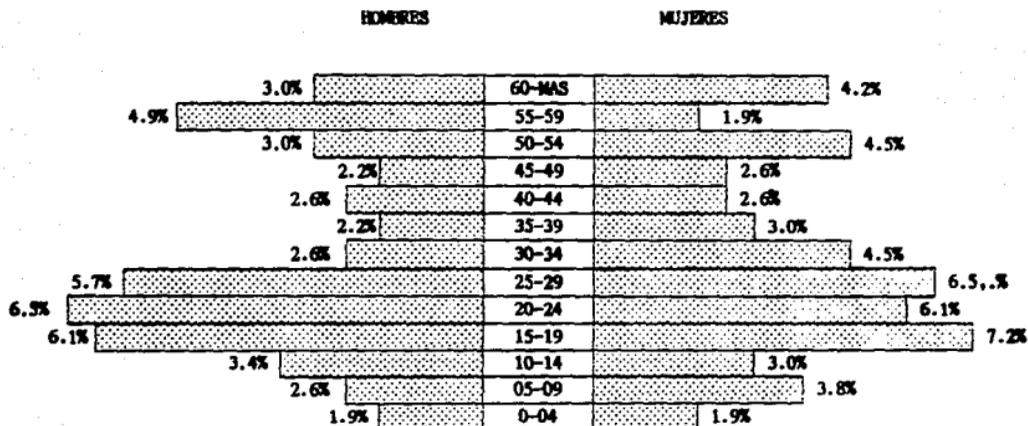 HOMBRES MUJERES
3.0% 60-MAS 4.2%
4.9% 55-59 1.9%
3.0% 50-54 4.5%
2.2% 45-49 2.6%
2.6% 40-44 2.6%
2.2% 35-39 3.0%
2.6% 30-34 4.5%
5.7% 25-29 6.5,.%
6.5% 20-24 6.1%
6.1% 15-19 7.2%
3.4% 10-14 3.0%
2.6% 05-09 3.8%
1.9% 0-04 1.9%